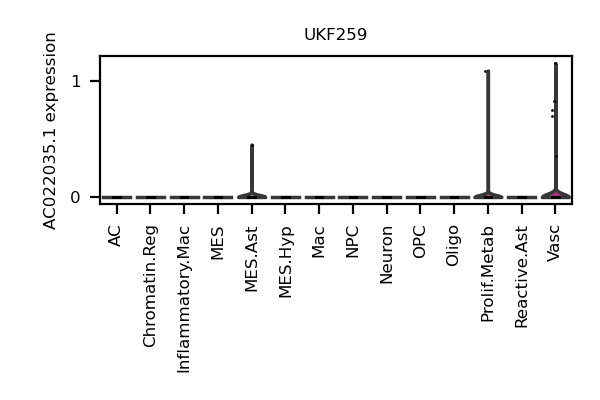 UKF259
AC022035.1 expression
1
0
AC
Chromatin.Reg
Inflammatory.Mac
MES
MES.Ast
MES.Hyp
Mac
NPC
Neuron
OPC
Oligo
Prolif.Metab
Reactive.Ast
Vasc